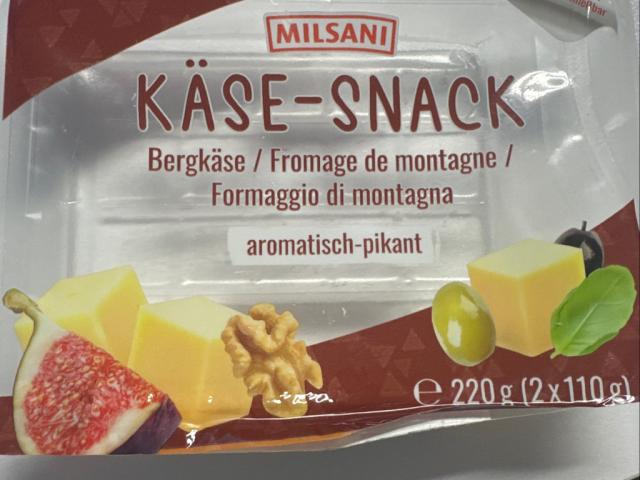 MILSANI
KÄSE-SNACK
Bergkäse / Fromage de montagne /
Formaggio di montagna
aromatisch-pikant
℮ 220 g (2 x 110 g)